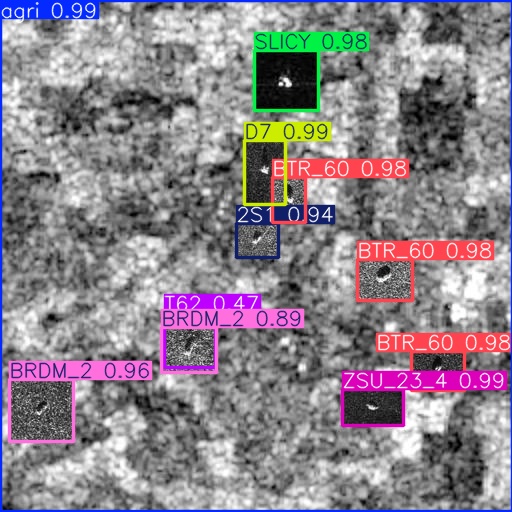 agri 0.99
SLICY 0.98
D7 0.99
BTR_60 0.98
2S1 0.94
BTR_60 0.98
T62 0.47
BRDM_2 0.89
BTR_60 0.98
BRDM_2 0.96
ZSU_23_4 0.99